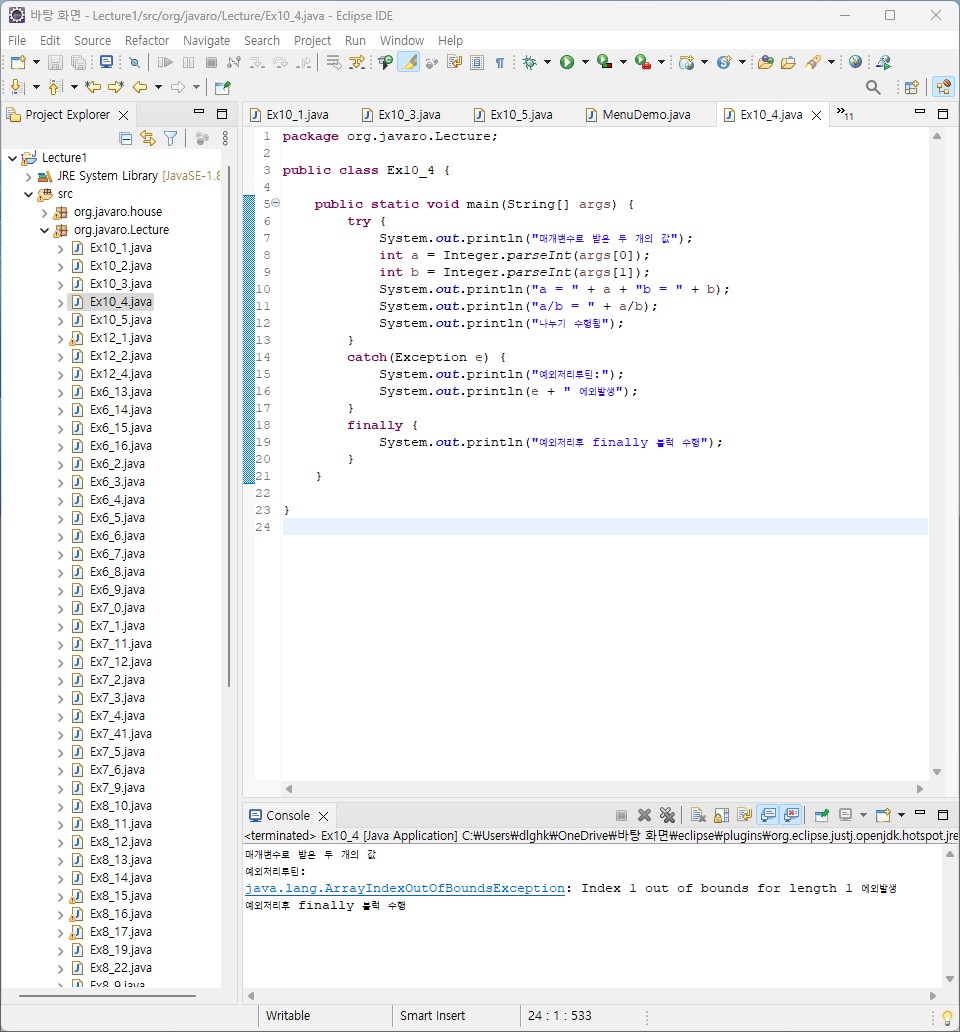 바탕 화면 - Lecture1/src/org/javaro/Lecture/Ex10_4.java - Eclipse IDE
File Edit Source Refactor Navigate Search Project Run Window Help
Project Explorer
Lecture1
JRE System Library [JavaSE-1.8
src
org.javaro.house
org.javaro.Lecture
Ex10_1.java
Ex10_2.java
Ex10_3.java
Ex10_4.java
Ex10_5.java
Ex12_1.java
Ex12_2.java
Ex12_4.java
Ex6_13.java
Ex6_14.java
Ex6_15.java
Ex6_16.java
Ex6_2.java
Ex6_3.java
Ex6_4.java
Ex6_5.java
Ex6_6.java
Ex6_7.java
Ex6_8.java
Ex6_9.java
Ex7_0.java
Ex7_1.java
Ex7_11.java
Ex7_12.java
Ex7_2.java
Ex7_3.java
Ex7_4.java
Ex7_41.java
Ex7_5.java
Ex7_6.java
Ex7_9.java
Ex8_10.java
Ex8_11.java
Ex8_12.java
Ex8_13.java
Ex8_14.java
Ex8_15.java
Ex8_16.java
Ex8_17.java
Ex8_19.java
Ex8_22.java
Ex8_9.java
Ex10_1.java Ex10_3.java Ex10_5.java MenuDemo.java Ex10_4.java 11
1 package org.javaro.Lecture;
2
3 public class Ex10_4 {
4
5 public static void main(String[] args) {
6 try {
7 System.out.println("매개변수로 받은 두 개의 값");
8 int a = Integer.parseInt(args[0]);
9 int b = Integer.parseInt(args[1]);
10 System.out.println("a = " + a + "b = " + b);
11 System.out.println("a/b = " + a/b);
12 System.out.println("나누기 수행됨");
13 }
14 catch(Exception e) {
15 System.out.println("예외처리루틴:");
16 System.out.println(e + " 예외발생");
17 }
18 finally {
19 System.out.println("예외처리후 finally 블럭 수행");
20 }
21 }
22
23 }
24
Console
<terminated> Ex10_4 [Java Application] C:₩Users₩dlghk₩OneDrive₩바탕 화면₩eclipse₩plugins₩org.eclipse.justj.openjdk.hotspot.jre
매개변수로 받은 두 개의 값
예외처리루틴:
java.lang.ArrayIndexOutOfBoundsException: Index 1 out of bounds for length 1 예외발생
예외처리후 finally 블럭 수행
Writable Smart Insert 24 : 1 : 533